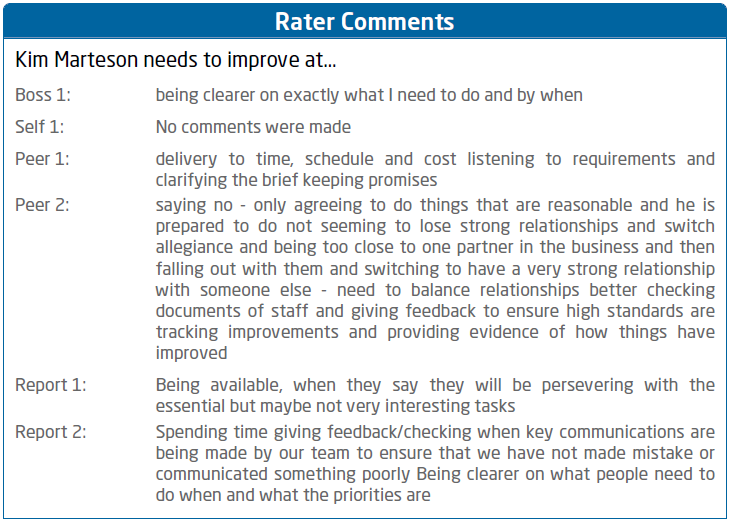 Rater Comments
Kim Marteson needs to improve at...
Boss 1: being clearer on exactly what I need to do and by when
Self 1: No comments were made
Peer 1: delivery to time, schedule and cost listening to requirements and
clarifying the brief keeping promises
Peer 2: saying no - only agreeing to do things that are reasonable and he is
prepared to do not seeming to lose strong relationships and switch
allegiance and being too close to one partner in the business and then
falling out with them and switching to have a very strong relationship
with someone else - need to balance relationships better checking
documents of staff and giving feedback to ensure high standards are
tracking improvements and providing evidence of how things have
improved
Report 1: Being available, when they say they will be persevering with the
essential but maybe not very interesting tasks
Report 2: Spending time giving feedback/checking when key communications are
being made by our team to ensure that we have not made mistake or
communicated something poorly Being clearer on what people need to
do when and what the priorities are